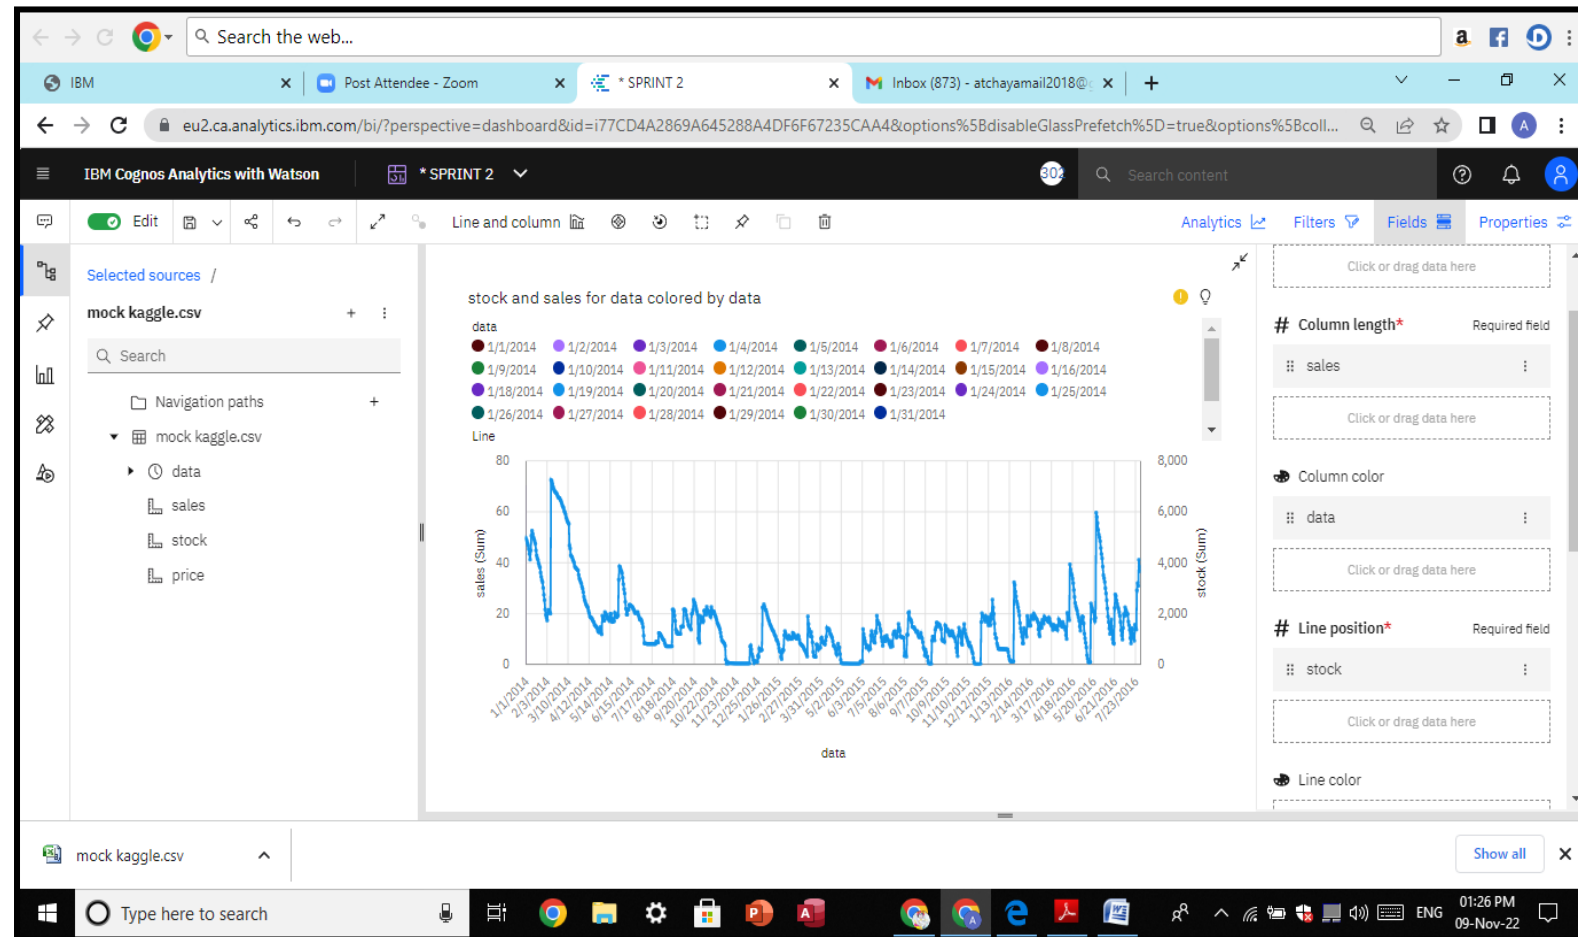 Search the web...
a
IBM
Post Attendee - Zoom
* SPRINT 2
Inbox (873) - atchayamail2018@g
eu2.ca.analytics.ibm.com/bi/?perspective=dashboard&id=i77CD4A2869A645288A4DF6F67235CAA4&options%5BdisableGlassPrefetch%5D=true&options%5Bcoll...
A
IBM Cognos Analytics with Watson
* SPRINT 2
302
Search content
Edit
Line and column
Analytics
Filters
Fields
Properties
Selected sources /
mock kaggle.csv
Search
Navigation paths
mock kaggle.csv
data
sales
stock
price
stock and sales for data colored by data
data
1/1/2014 1/2/2014 1/3/2014 1/4/2014 1/5/2014 1/6/2014 1/7/2014 1/8/2014
1/9/2014 1/10/2014 1/11/2014 1/12/2014 1/13/2014 1/14/2014 1/15/2014 1/16/2014
1/18/2014 1/19/2014 1/20/2014 1/21/2014 1/22/2014 1/23/2014 1/24/2014 1/25/2014
1/26/2014 1/27/2014 1/28/2014 1/29/2014 1/30/2014 1/31/2014
Line
80
60
40
20
0
sales (Sum)
8,000
6,000
4,000
2,000
0
stock (Sum)
1/1/2014
2/3/2014
3/10/2014
4/12/2014
5/14/2014
6/15/2014
7/17/2014
8/18/2014
9/20/2014
10/22/2014
11/23/2014
12/25/2014
1/26/2015
2/27/2015
3/31/2015
5/2/2015
6/3/2015
7/5/2015
8/6/2015
9/7/2015
10/9/2015
11/10/2015
12/12/2015
1/13/2016
2/14/2016
3/17/2016
4/18/2016
5/20/2016
6/21/2016
7/23/2016
data
Click or drag data here
# Column length*
Required field
sales
Click or drag data here
Column color
data
Click or drag data here
# Line position*
Required field
stock
Click or drag data here
Line color
mock kaggle.csv
Show all
Type here to search
ENG
01:26 PM
09-Nov-22